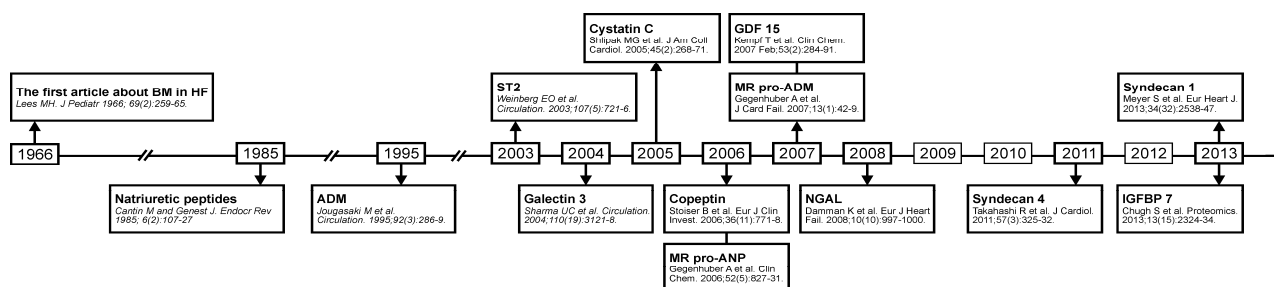 Cystatin C
Shlipak MG et al. J Am Coll
Cardiol. 2005;45(2):268-71.
GDF 15
Kempf T et al. Clin Chem.
2007 Feb;53(2):284-91.
The first article about BM in HF
Lees MH. J Pediatr 1966; 69(2):259-65.
ST2
Weinberg EO et al.
Circulation. 2003;107(5):721-6.
MR pro-ADM
Gegenhuber A et al.
J Card Fail. 2007;13(1):42-9.
Syndecan 1
Meyer S et al. Eur Heart J.
2013;34(32):2538-47.
1966
1985
1995
2003
2004
2005
2006
2007
2008
2009
2010
2011
2012
2013
Natriuretic peptides
Cantin M and Genest J. Endocr Rev
1985; 6(2):107-27
ADM
Jougasaki M et al.
Circulation. 1995;92(3):286-9.
Galectin 3
Sharma UC et al. Circulation.
2004;110(19):3121-8.
Copeptin
Stoiser B et al. Eur J Clin
Invest. 2006;36(11):771-8.
NGAL
Damman K et al. Eur J Heart
Fail. 2008;10(10):997-1000.
Syndecan 4
Takahashi R et al. J Cardiol.
2011;57(3):325-32.
IGFBP 7
Chugh S et al. Proteomics.
2013;13(15):2324-34.
MR pro-ANP
Gegenhuber A et al. Clin
Chem. 2006;52(5):827-31.